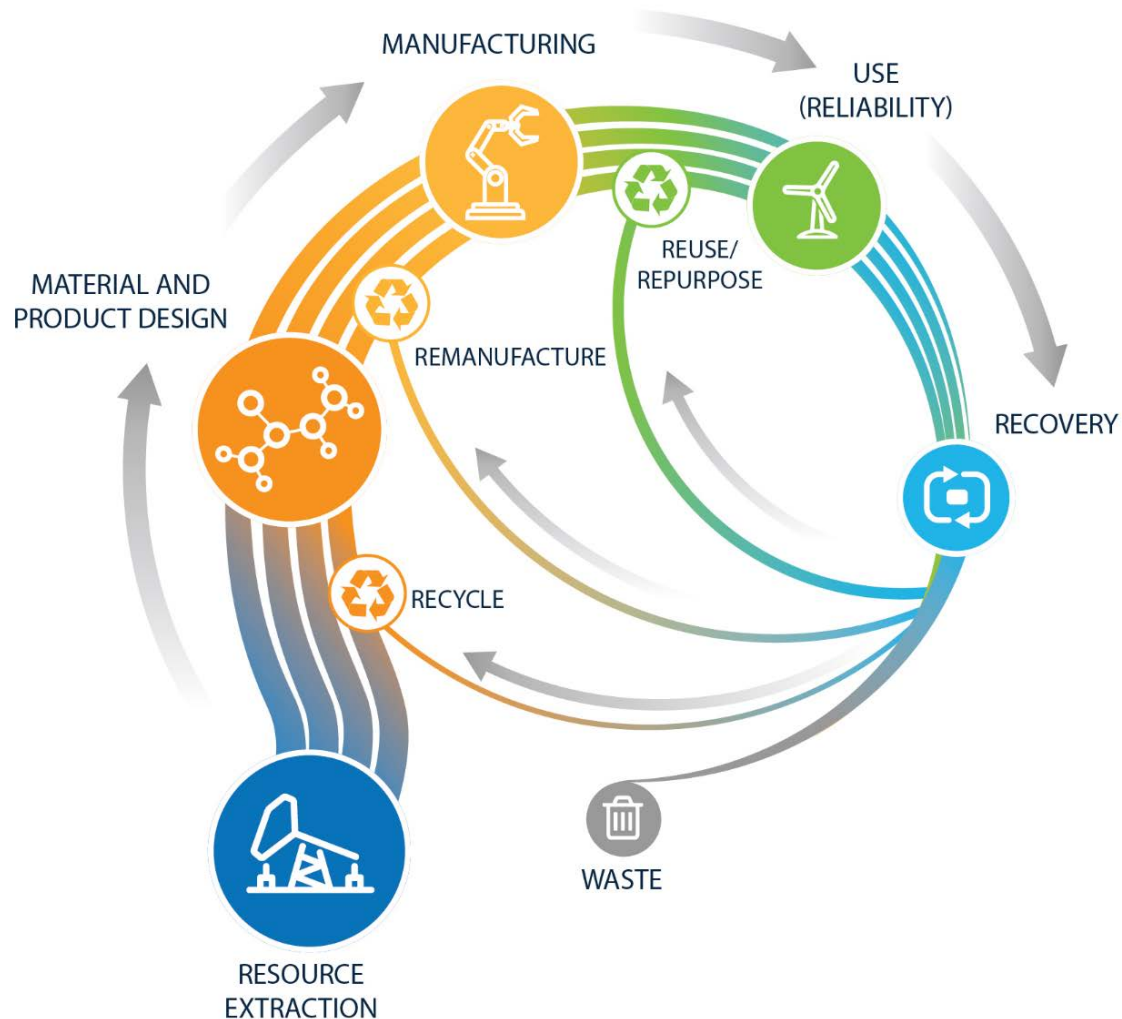 MANUFACTURING
USE
(RELIABILITY)
REUSE/
REPURPOSE
MATERIAL AND
PRODUCT DESIGN
REMANUFACTURE
RECOVERY
RECYCLE
WASTE
RESOURCE
EXTRACTION